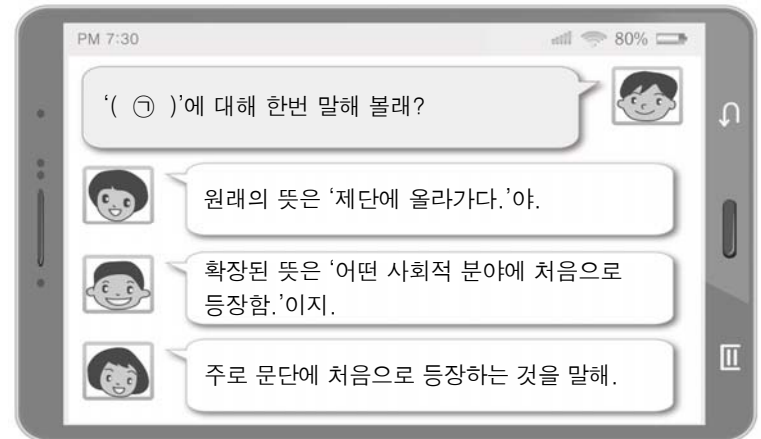 PM 7:30
80%
‘( ㉠ )’에 대해 한번 말해 볼래?
원래의 뜻은 ‘제단에 올라가다.’야.
확장된 뜻은 ‘어떤 사회적 분야에 처음으로
등장함.’이지.
주로 문단에 처음으로 등장하는 것을 말해.